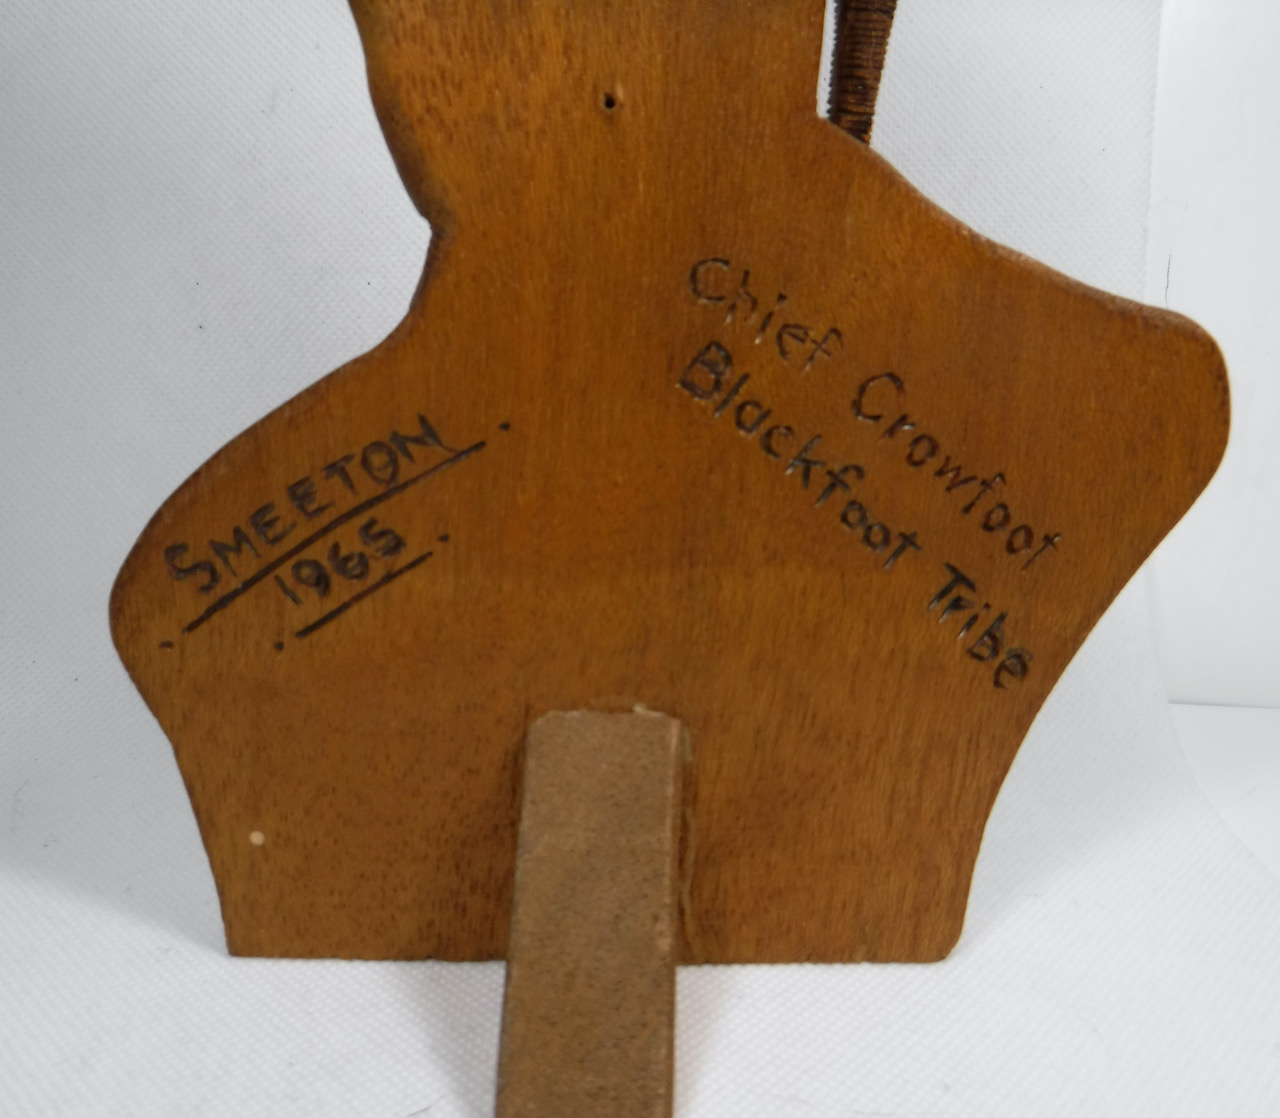 SMEETON
1965
Chief Crowfoot
Blackfoot Tribe